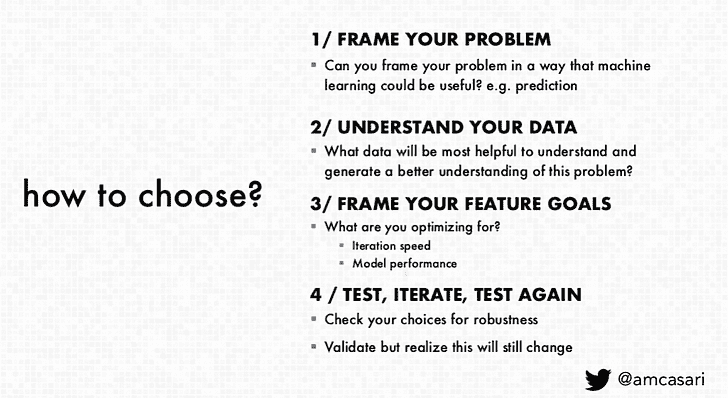 how to choose?
1/ FRAME YOUR PROBLEM
Can you frame your problem in a way that machine
learning could be useful? e.g. prediction
2/ UNDERSTAND YOUR DATA
What data will be most helpful to understand and
generate a better understanding of this problem?
3/ FRAME YOUR FEATURE GOALS
What are you optimizing for?
Iteration speed
Model performance
4 / TEST, ITERATE, TEST AGAIN
Check your choices for robustness
Validate but realize this will still change
@amcasari